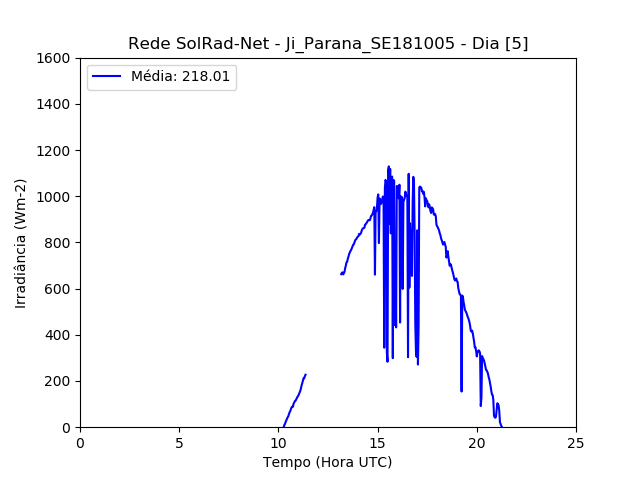 Rede SolRad-Net - Ji_Parana_SE181005 - Dia [5]
Média: 218.01
Irradiância (Wm-2)
1600
1400
1200
1000
800
600
400
200
0
0 5 10 15 20 25
Tempo (Hora UTC)